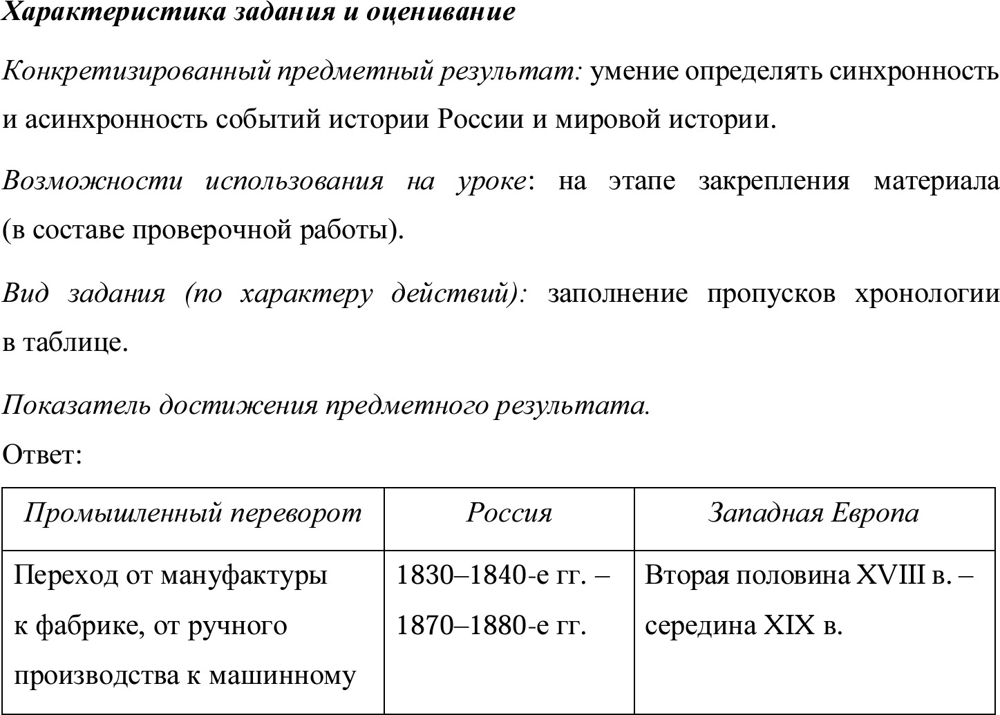 Характеристика задания и оценивание
Конкретизированный предметный результат: умение определять синхронность
и асинхронность событий истории России и мировой истории.
Возможности использования на уроке: на этапе закрепления материала
(в составе проверочной работы).
Вид задания (по характеру действий): заполнение пропусков хронологии
в таблице.
Показатель достижения предметного результата.
Ответ:
Промышленный переворот
Россия
Западная Европа
Переход от мануфактуры
к фабрике, от ручного
производства к машинному
1830–1840-е гг. –
1870–1880-е гг.
Вторая половина XVIII в. –
середина XIX в.